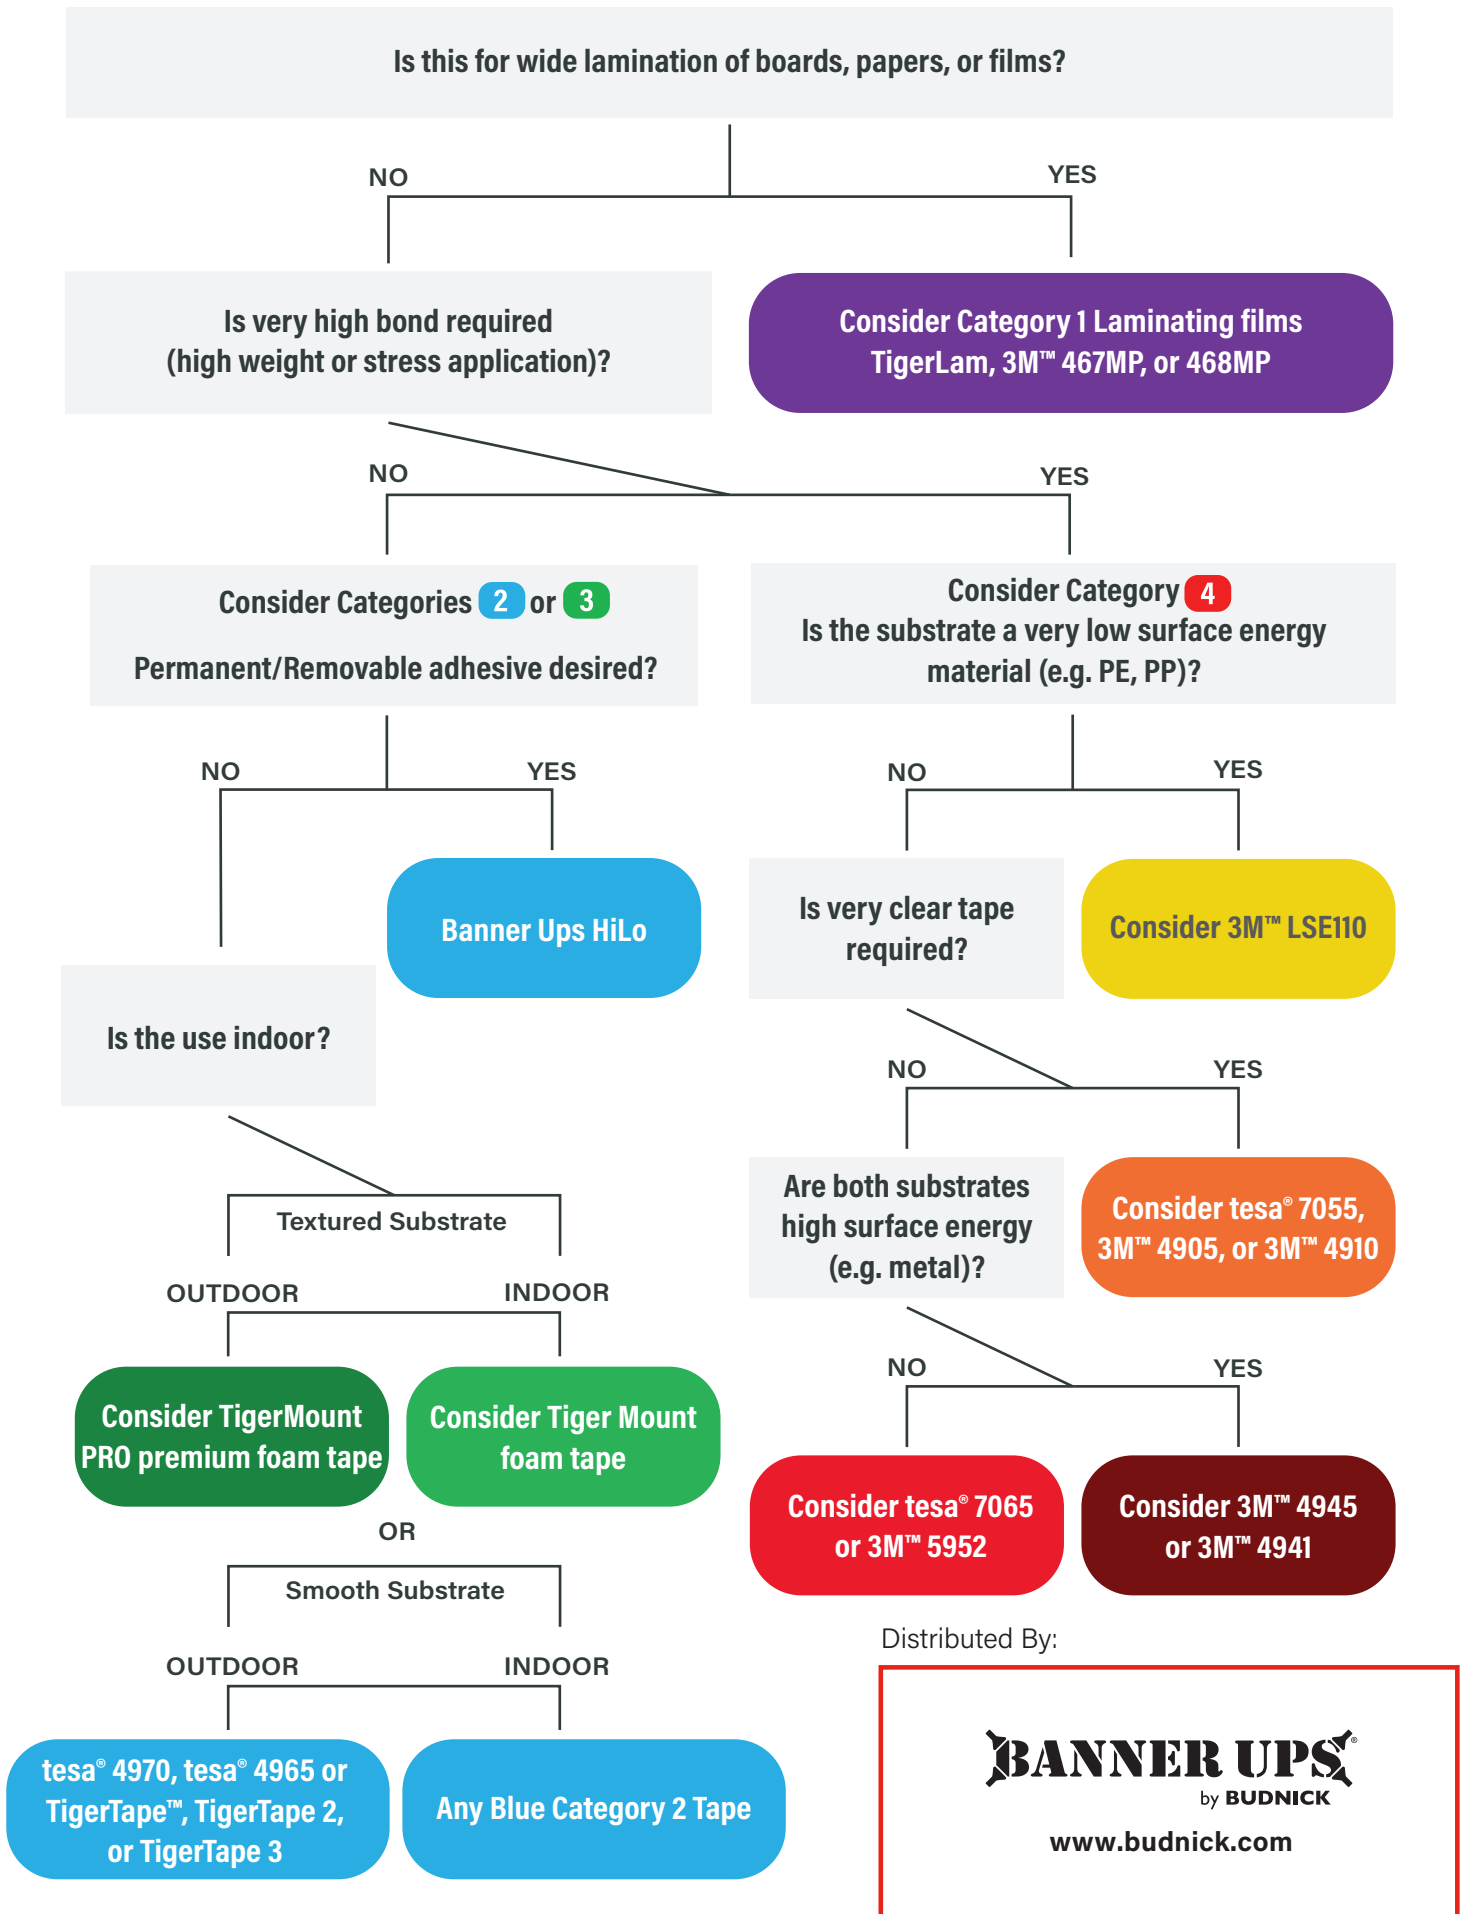 Is this for wide lamination of boards, papers, or films?
NO
YES
Is very high bond required
(high weight or stress application)?
Consider Category 1 Laminating films
TigerLam, 3M™ 467MP, or 468MP
NO
YES
Consider Categories 2 or 3
Permanent/Removable adhesive desired?
Consider Category 4
Is the substrate a very low surface energy
material (e.g. PE, PP)?
NO
YES
NO
YES
Banner Ups HiLo
Is very clear tape
required?
Consider 3M™ LSE110
Is the use indoor?
NO
YES
Textured Substrate
Are both substrates
high surface energy
(e.g. metal)?
Consider tesa® 7055,
3M™ 4905, or 3M™ 4910
OUTDOOR
INDOOR
NO
YES
Consider TigerMount
PRO premium foam tape
Consider Tiger Mount
foam tape
Consider tesa® 7065
or 3M™ 5952
Consider 3M™ 4945
or 3M™ 4941
OR
Smooth Substrate
OUTDOOR
INDOOR
tesa® 4970, tesa® 4965 or
TigerTape™, TigerTape 2,
or TigerTape 3
Any Blue Category 2 Tape
Distributed By:
BANNER UPS®
by BUDNICK
www.budnick.com